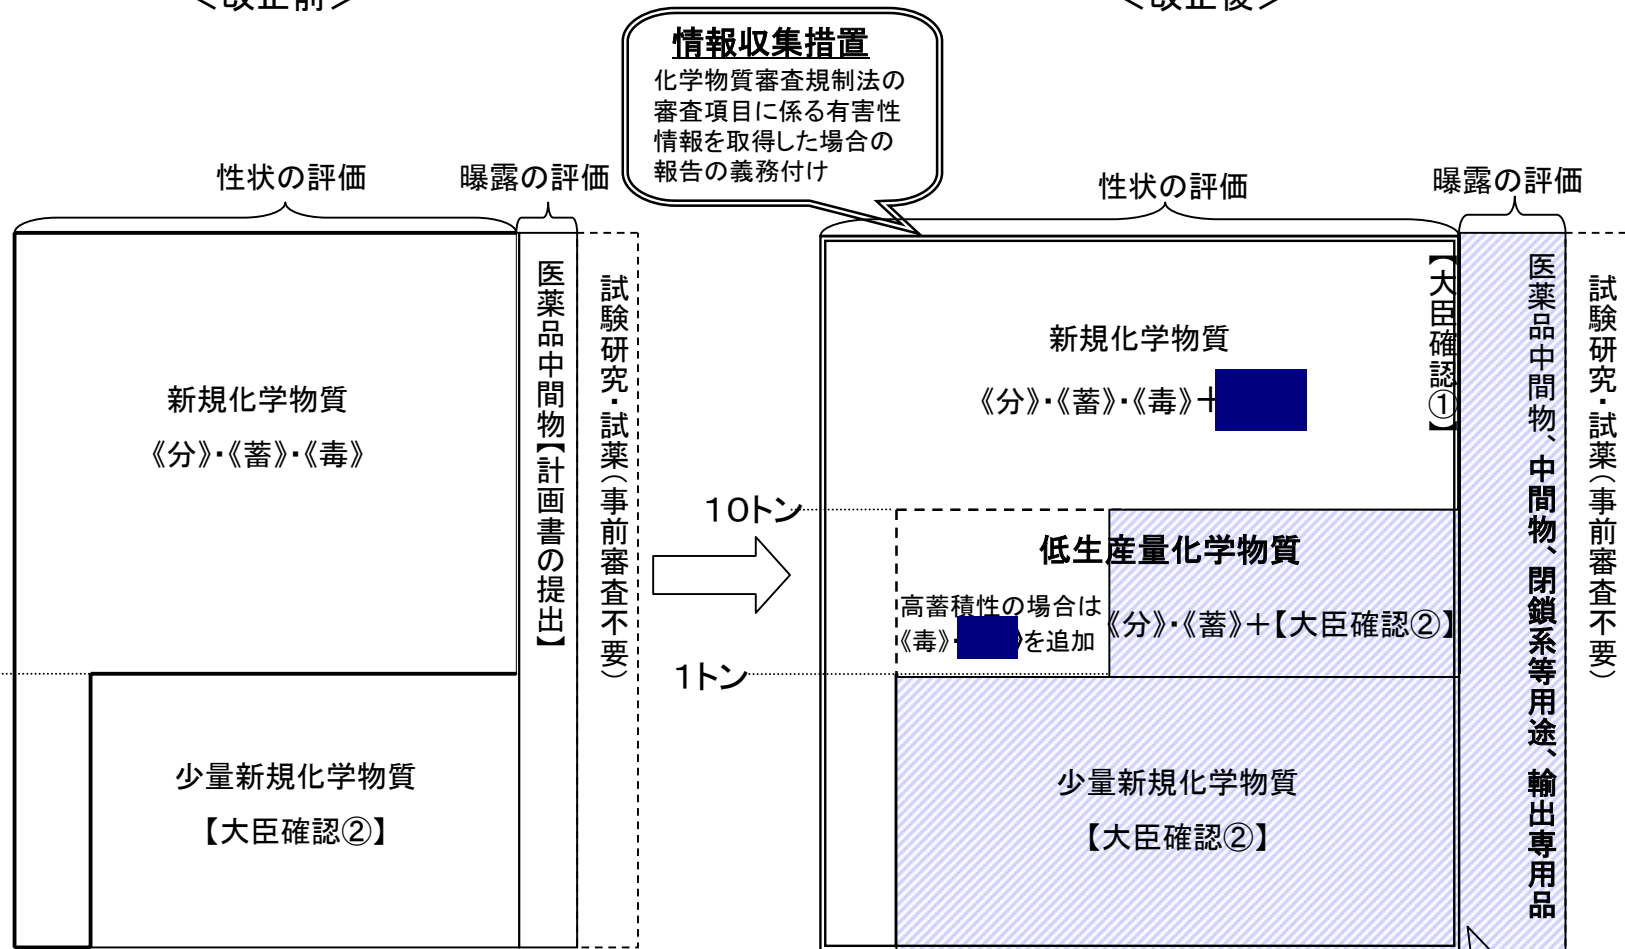 ＜改正前＞
＜改正後＞
情報収集措置
化学物質審査規制法の
審査項目に係る有害性
情報を取得した場合の
報告の義務付け
性状の評価
曝露の評価
新規化学物質
《分》・《蓄》・《毒》
医薬品中間物【計画書の提出】
試験研究・試薬（事前審査不要）
少量新規化学物質
【大臣確認②】
10トン
1トン
性状の評価
曝露の評価
新規化学物質
《分》・《蓄》・《毒》＋
【大臣確認①】
低生産量化学物質
高蓄積性の場合は
《毒》・》を追加
《分》・《蓄》＋【大臣確認②】
少量新規化学物質
【大臣確認②】
医薬品中間物、中間物、閉鎖系等用途、輸出専用品
試験研究・試薬（事前審査不要）